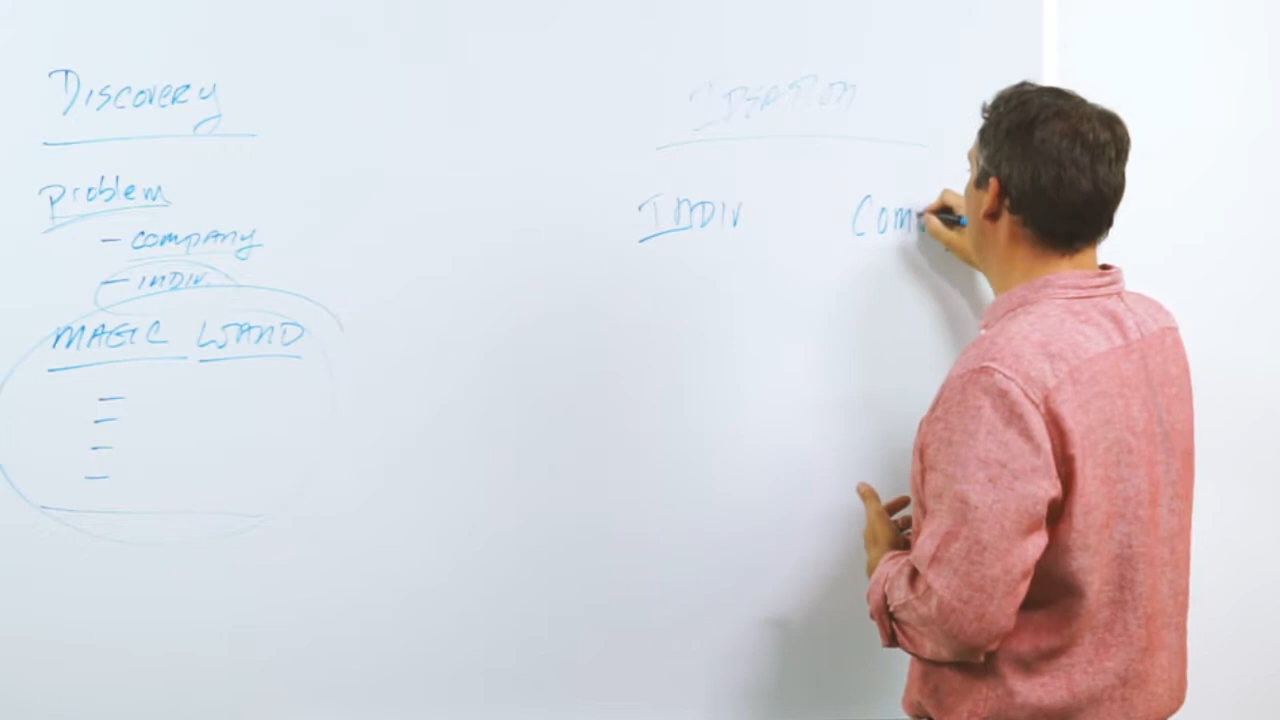 Discovery
problem
- company
- INDIV
MAGIC WAND
-
-
-
-
INDIV Com